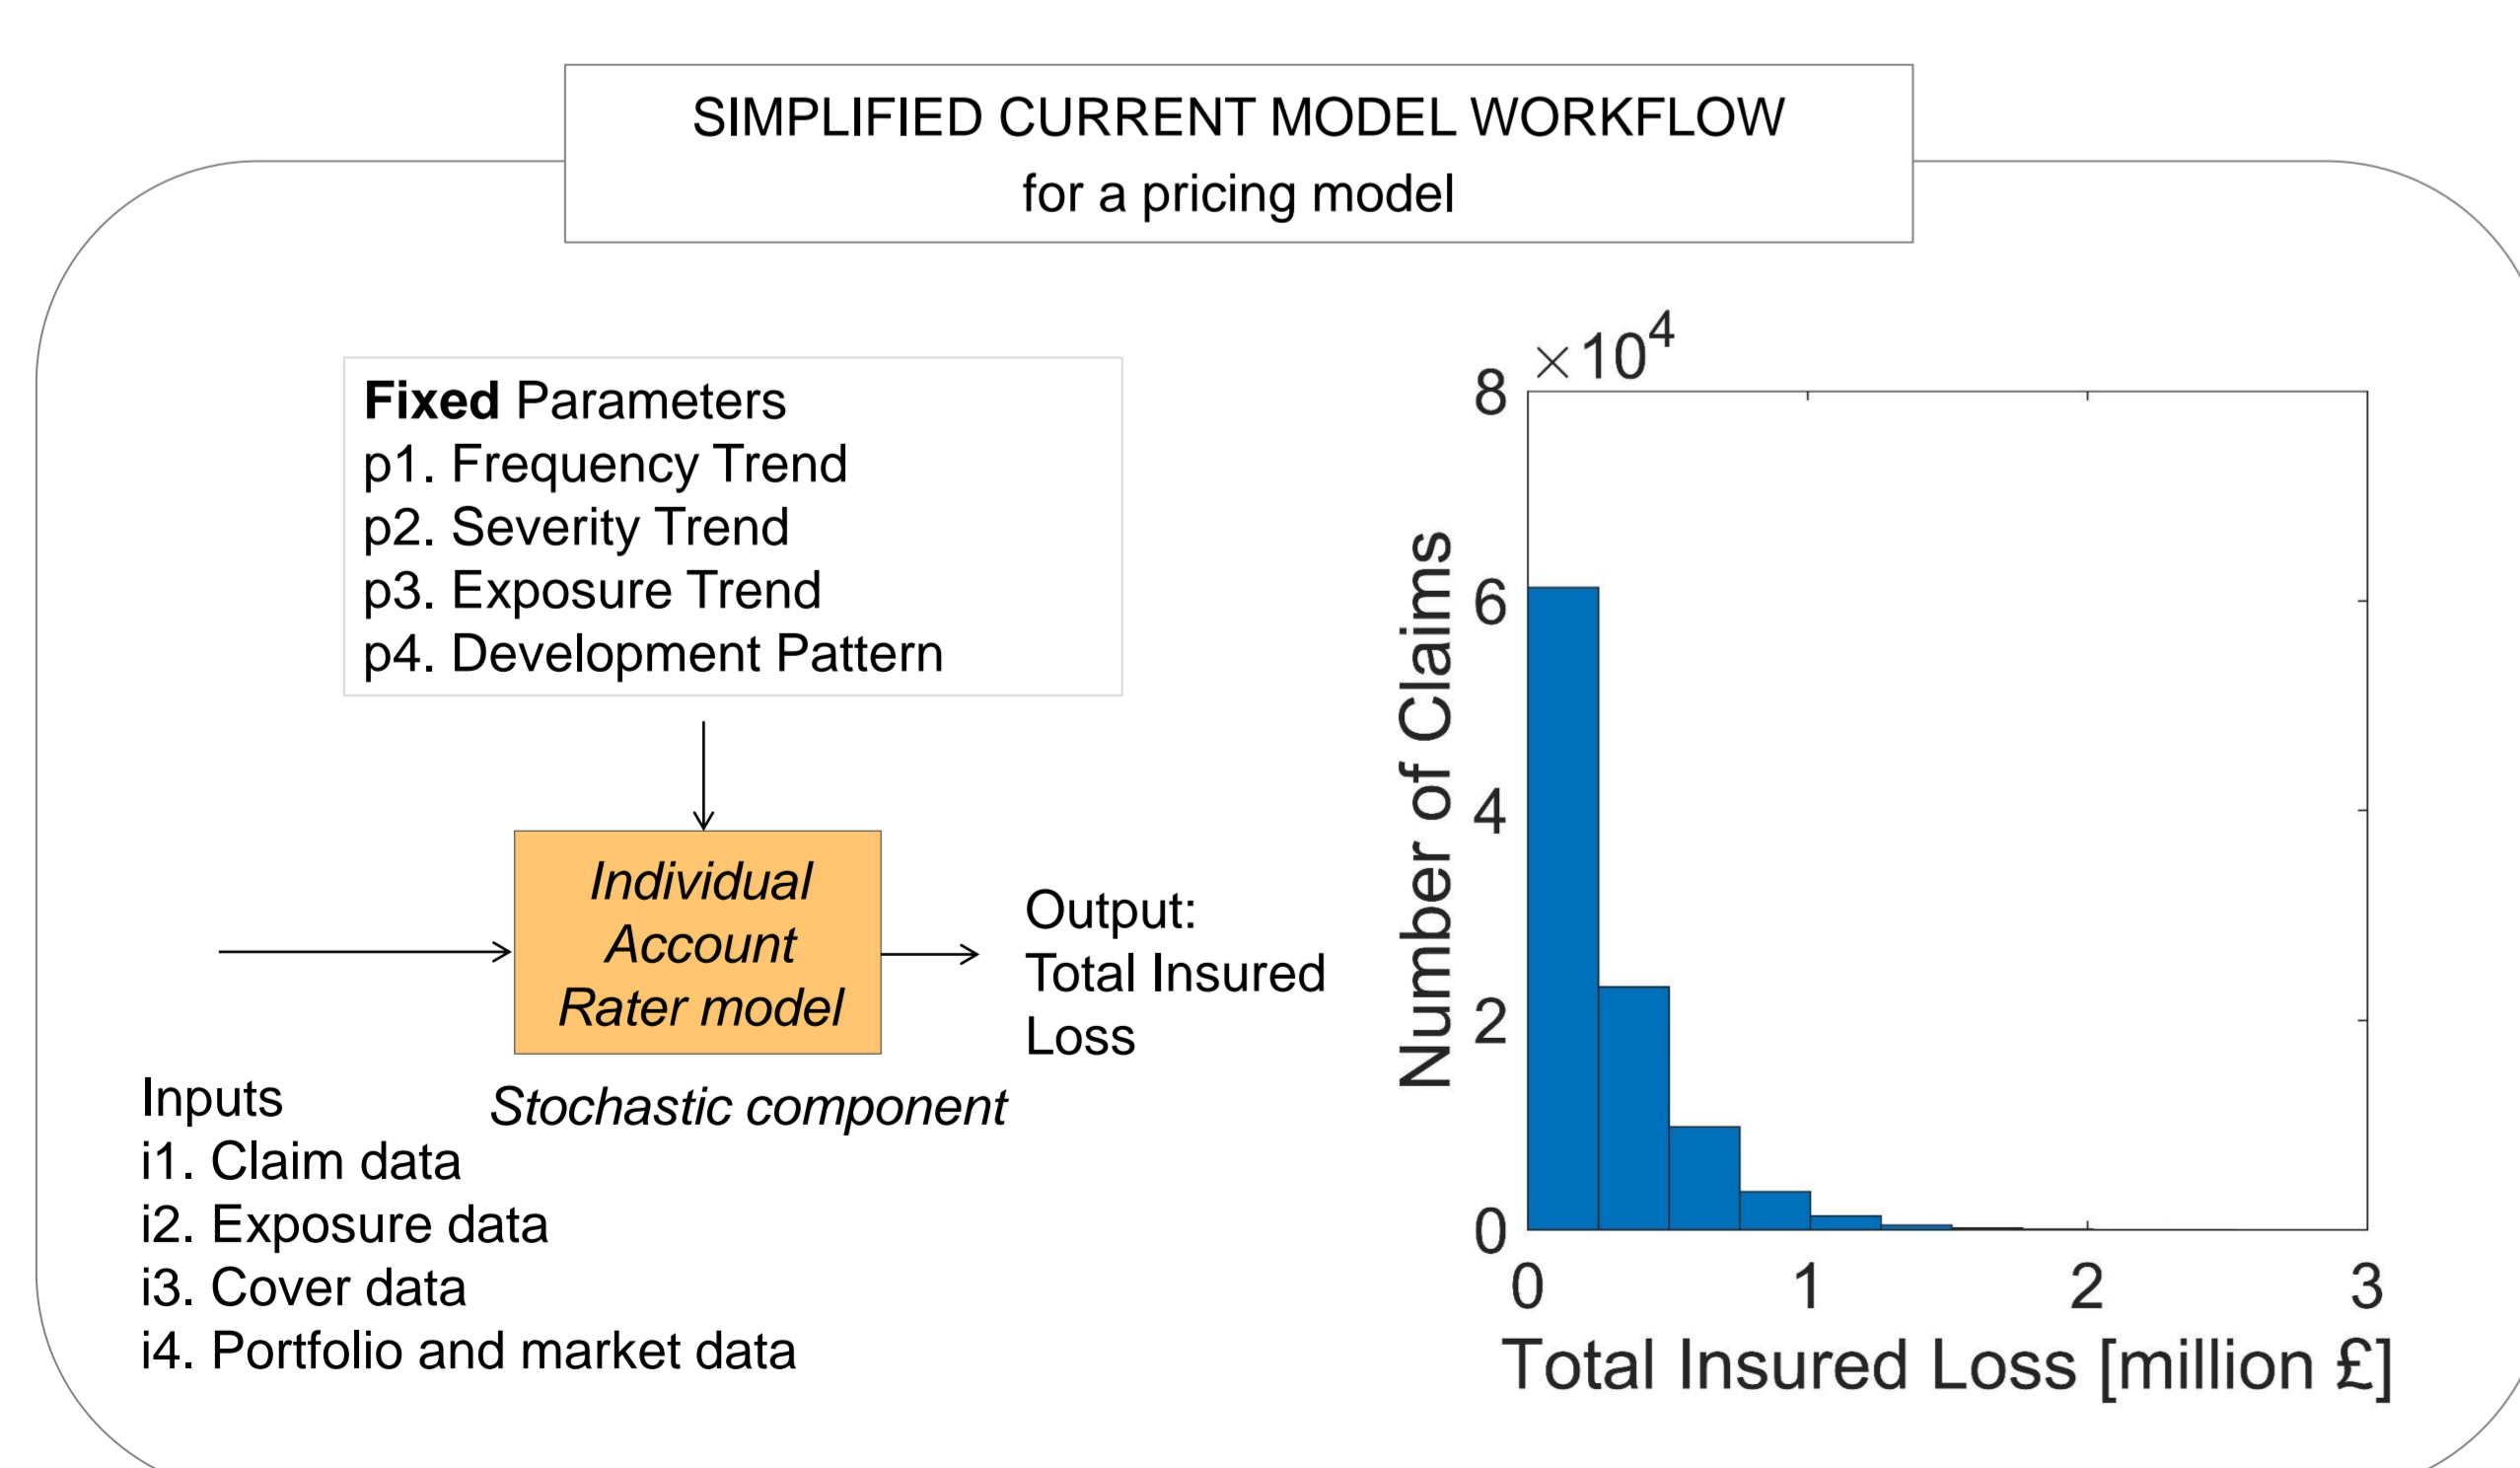 SIMPLIFIED CURRENT MODEL WORKFLOW
for a pricing model
Fixed Parameters
p1. Frequency Trend
p2. Severity Trend
p3. Exposure Trend
p4. Development Pattern
Individual
Account
Rater model
Stochastic component
Output:
Total Insured
Loss
Inputs
i1. Claim data
i2. Exposure data
i3. Cover data
i4. Portfolio and market data
×10⁴
8
6
4
2
0
Number of Claims
0 1 2 3
Total Insured Loss [million £]